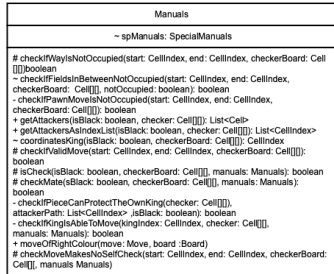 Manuals
~ spManuals: SpecialManuals
# checkIfWayIsNotOccupied(start: CellIndex, end: CellIndex, checkerBoard: Cell
[][])boolean
~ checkIfFieldsInBetweenNotOccupied(start: CellIndex, end: CellIndex,
checkerBoard: Cell[][], notOccupied: boolean): boolean
- checkIfPawnMoveIsNotOccupied(start: CellIndex, end: CellIndex,
checkerBoard: Cell[][]): boolean
+ getAttackers(isBlack: boolean, checker: Cell[][]): List<Cell>
+ getAttackersAsIndexList(isBlack: boolean, checker: Cell[][]): List<CellIndex>
~ coordinatesKing(isBlack: boolean, checkerBoard: Cell[][]): CellIndex
# checkIfValidMove(start: CellIndex, end: CellIndex, checkerBoard: Cell[][]):
boolean
# isCheck(isBlack: boolean, checkerBoard: Cell[][], manuals: Manuals): boolean
# checkMate(isBlack: boolean, checkerBoard: Cell[][], manuals: Manuals):
boolean
- checkIfPieceCanProtectTheOwnKing(checker: Cell[][]),
attackerPath: List<CellIndex> ,isBlack: boolean): boolean
- checkIfKingIsAbleToMove(kingIndex: CellIndex, checker: Cell[][],
manuals: Manuals): boolean
+ moveOfRightColour(move: Move, board :Board)
# checkMoveMakesNoSelfCheck(start: CellIndex, end: CellIndex, checkerBoard:
Cell[][], manuals Manuals)